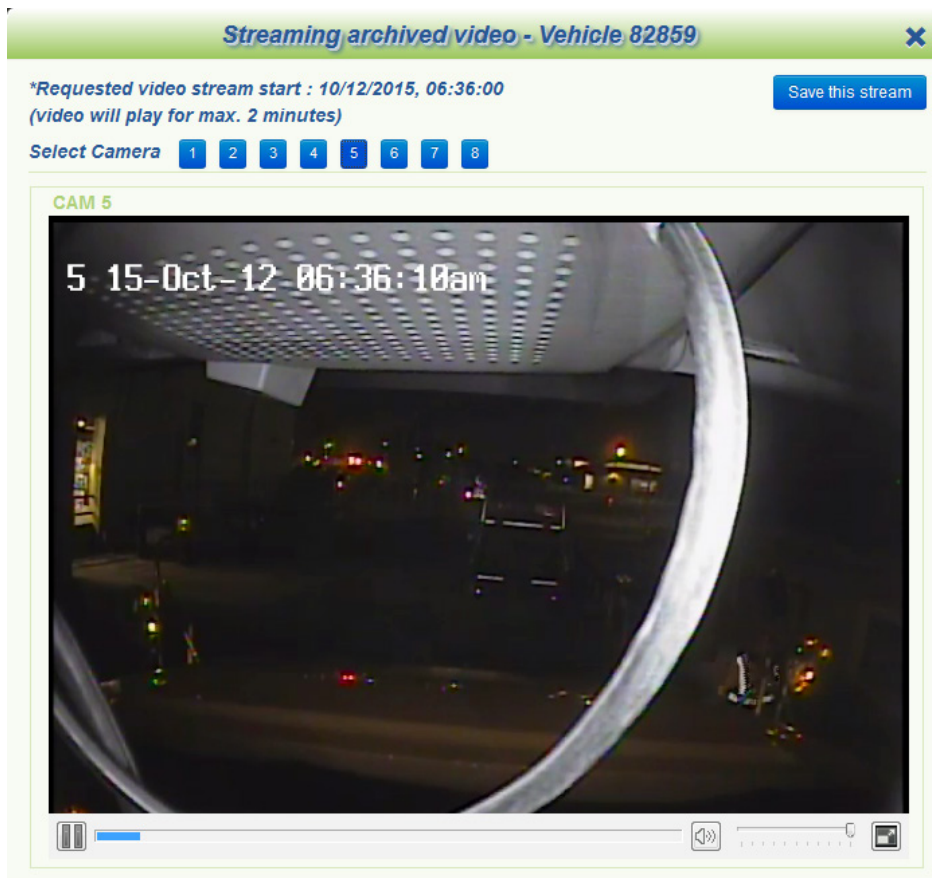 Streaming archived video - Vehicle 82859
*Requested video stream start : 10/12/2015, 06:36:00
Save this stream
(video will play for max. 2 minutes)
Select Camera 1 2 3 4 5 6 7 8
CAM 5
5 15-Oct-12 06:36:10am